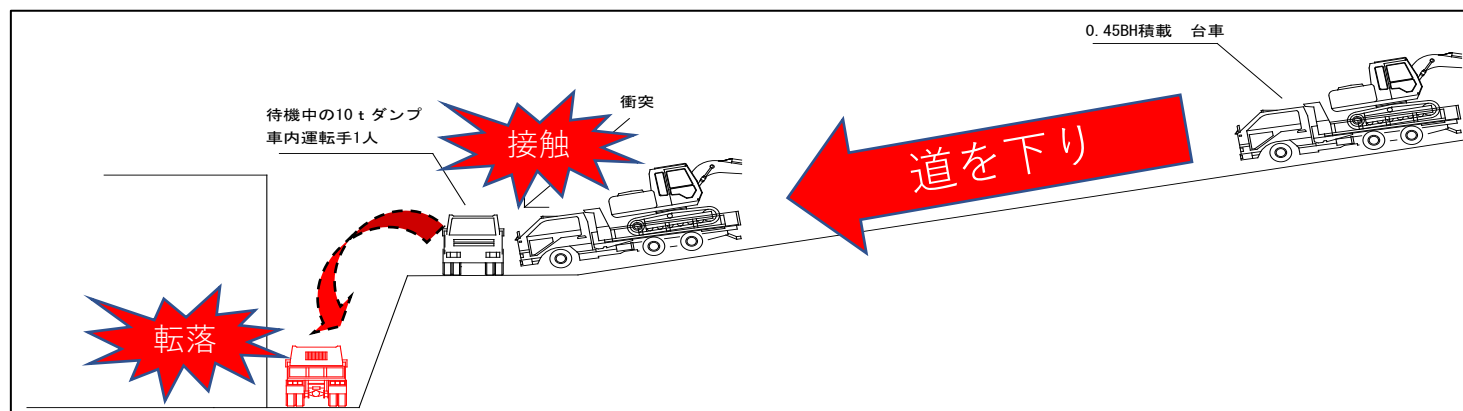 0.45BH積載　台車
道を下り
衝突
接触
待機中の10ｔダンプ
車内運転手1人
転落